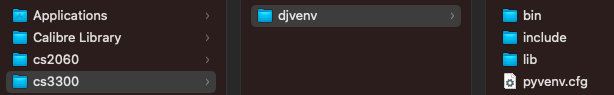 Applications
Calibre Library
cs2060
cs3300
djvenv
bin
include
lib
pyvenv.cfg